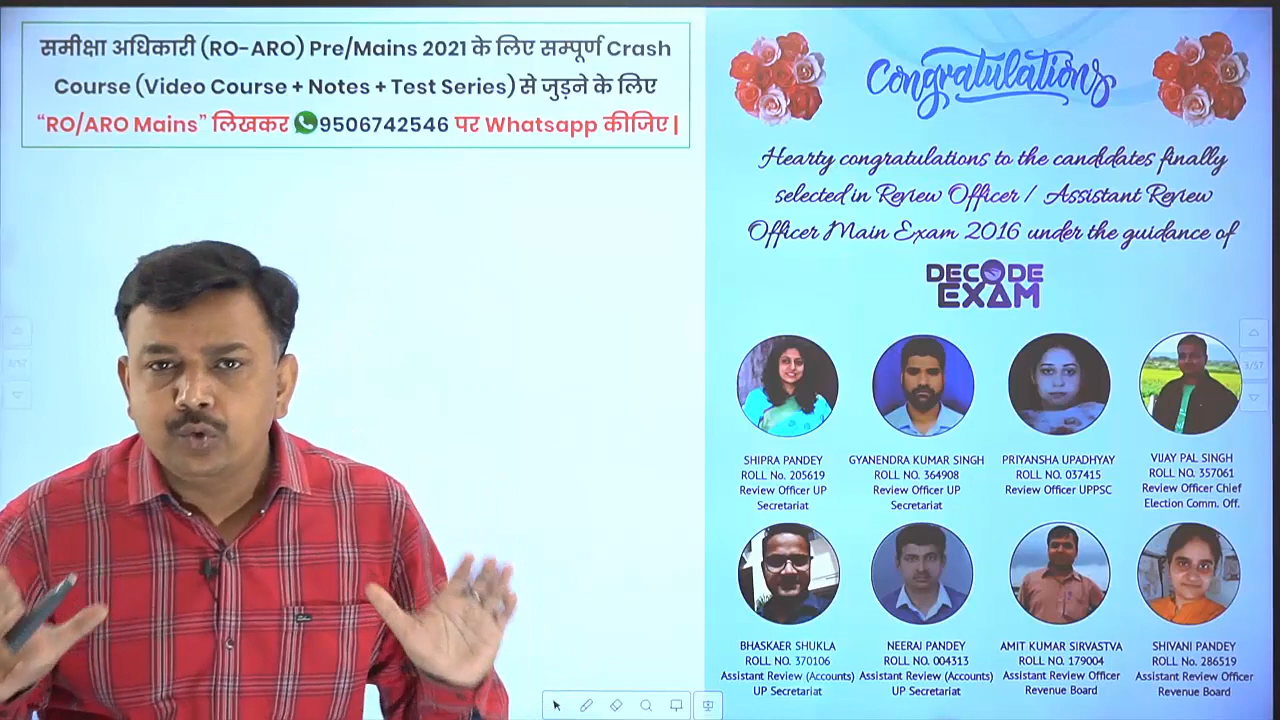 समीक्षा अधिकारी (RO-ARO) Pre/Mains 2021 के लिए सम्पूर्ण Crash
Course (Video Course + Notes + Test Series) से जुड़ने के लिए
“RO/ARO Mains” लिखकर 9506742546 पर Whatsapp कीजिए |
Congratulations
Hearty congratulations to the candidates finally
selected in Review Officer / Assistant Review
Officer Main Exam 2016 under the guidance of
DECODE
EXAM
SHIPRA PANDEY
ROLL No. 205619
Review Officer UP
Secretariat
GYANENDRA KUMAR SINGH
ROLL NO. 364908
Review Officer UP
Secretariat
PRIYANSHA UPADHYAY
ROLL NO. 037415
Review Officer UPPSC
VIJAY PAL SINGH
ROLL NO. 357061
Review Officer Chief
Election Comm. Off.
BHASKAER SHUKLA
ROLL NO. 370106
Assistant Review (Accounts)
UP Secretariat
NEERAJ PANDEY
ROLL NO. 004313
Assistant Review (Accounts)
UP Secretariat
AMIT KUMAR SIRVASTVA
ROLL NO. 179004
Assistant Review Officer
Revenue Board
SHIVANI PANDEY
ROLL NO. 286519
Assistant Review Officer
Revenue Board
3/57